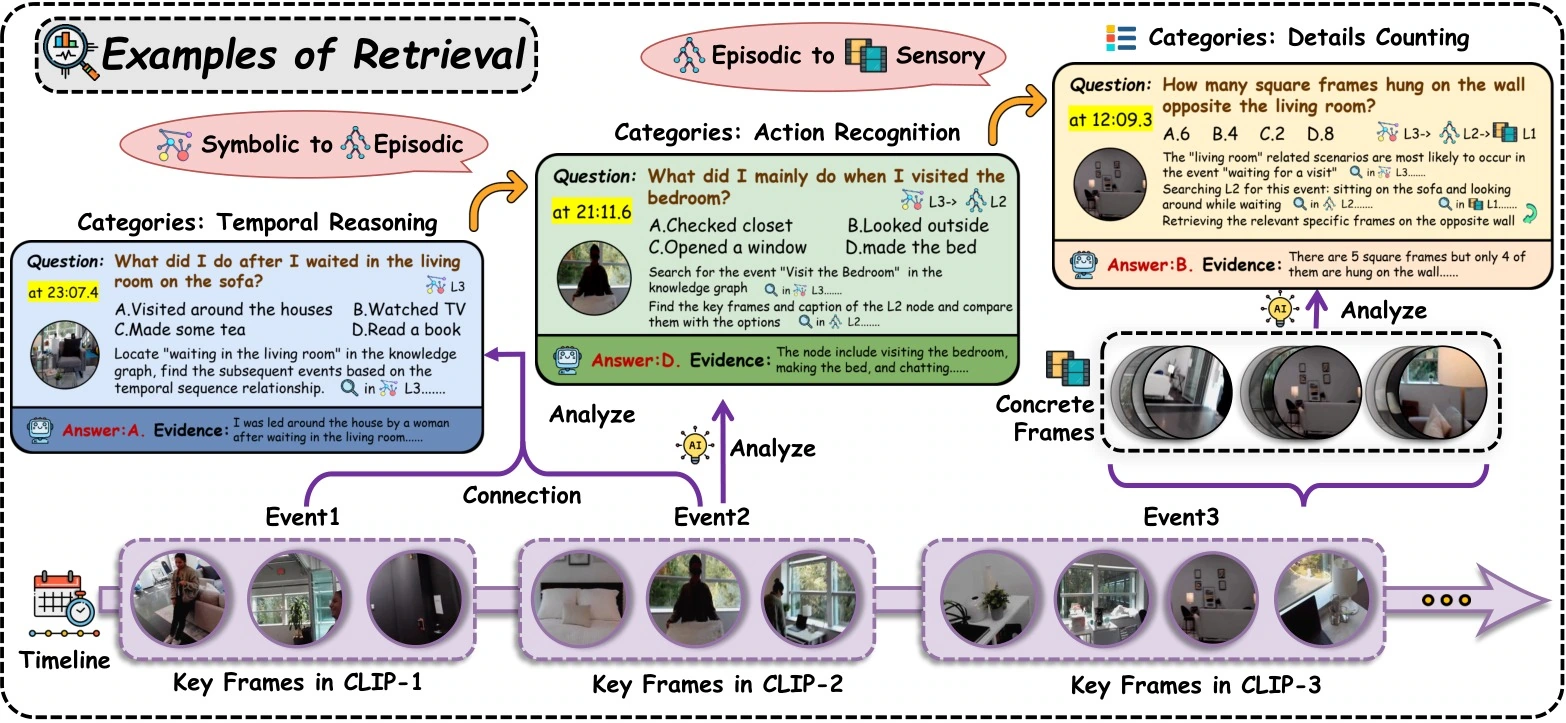 Examples of Retrieval
Symbolic to Episodic
Episodic to Sensory
Categories: Temporal Reasoning
Question: What did I do after I waited in the living
room on the sofa?
at 23:07.4
L3
A.Visited around the houses B.Watched TV
C.Made some tea D.Read a book
Locate "waiting in the living room" in the knowledge
graph, find the subsequent events based on the
temporal sequence relationship. in L3.......
Answer:A. Evidence: I was led around the house by a woman
after waiting in the living room......
Categories: Action Recognition
Question: What did I mainly do when I visited the
bedroom?
at 21:11.6
L3-> L2
A.Checked closet B.Looked outside
C.Opened a window D.made the bed
Search for the event "Visit the Bedroom" in the
knowledge graph in L3.......
Find the key frames and caption of the L2 node and compare
them with the options in L2.......
Answer:D. Evidence: The node include visiting the bedroom,
making the bed, and chatting......
Categories: Details Counting
Question: How many square frames hung on the wall
opposite the living room?
at 12:09.3
A.6 B.4 C.2 D.8 L3-> L2-> L1
The "living room" related scenarios are most likely to occur in
the event "waiting for a visit" in L3.......
Searching L2 for this event: sitting on the sofa and looking
around while waiting in L2....... in L1.......
Retrieving the relevant specific frames on the opposite wall
Answer:B. Evidence: There are 5 square frames but only 4 of
them are hung on the wall......
AI
Analyze
Concrete
Frames
Analyze
AI
Analyze
Connection
Event1
Event2
Event3
Timeline
Key Frames in CLIP-1
Key Frames in CLIP-2
Key Frames in CLIP-3